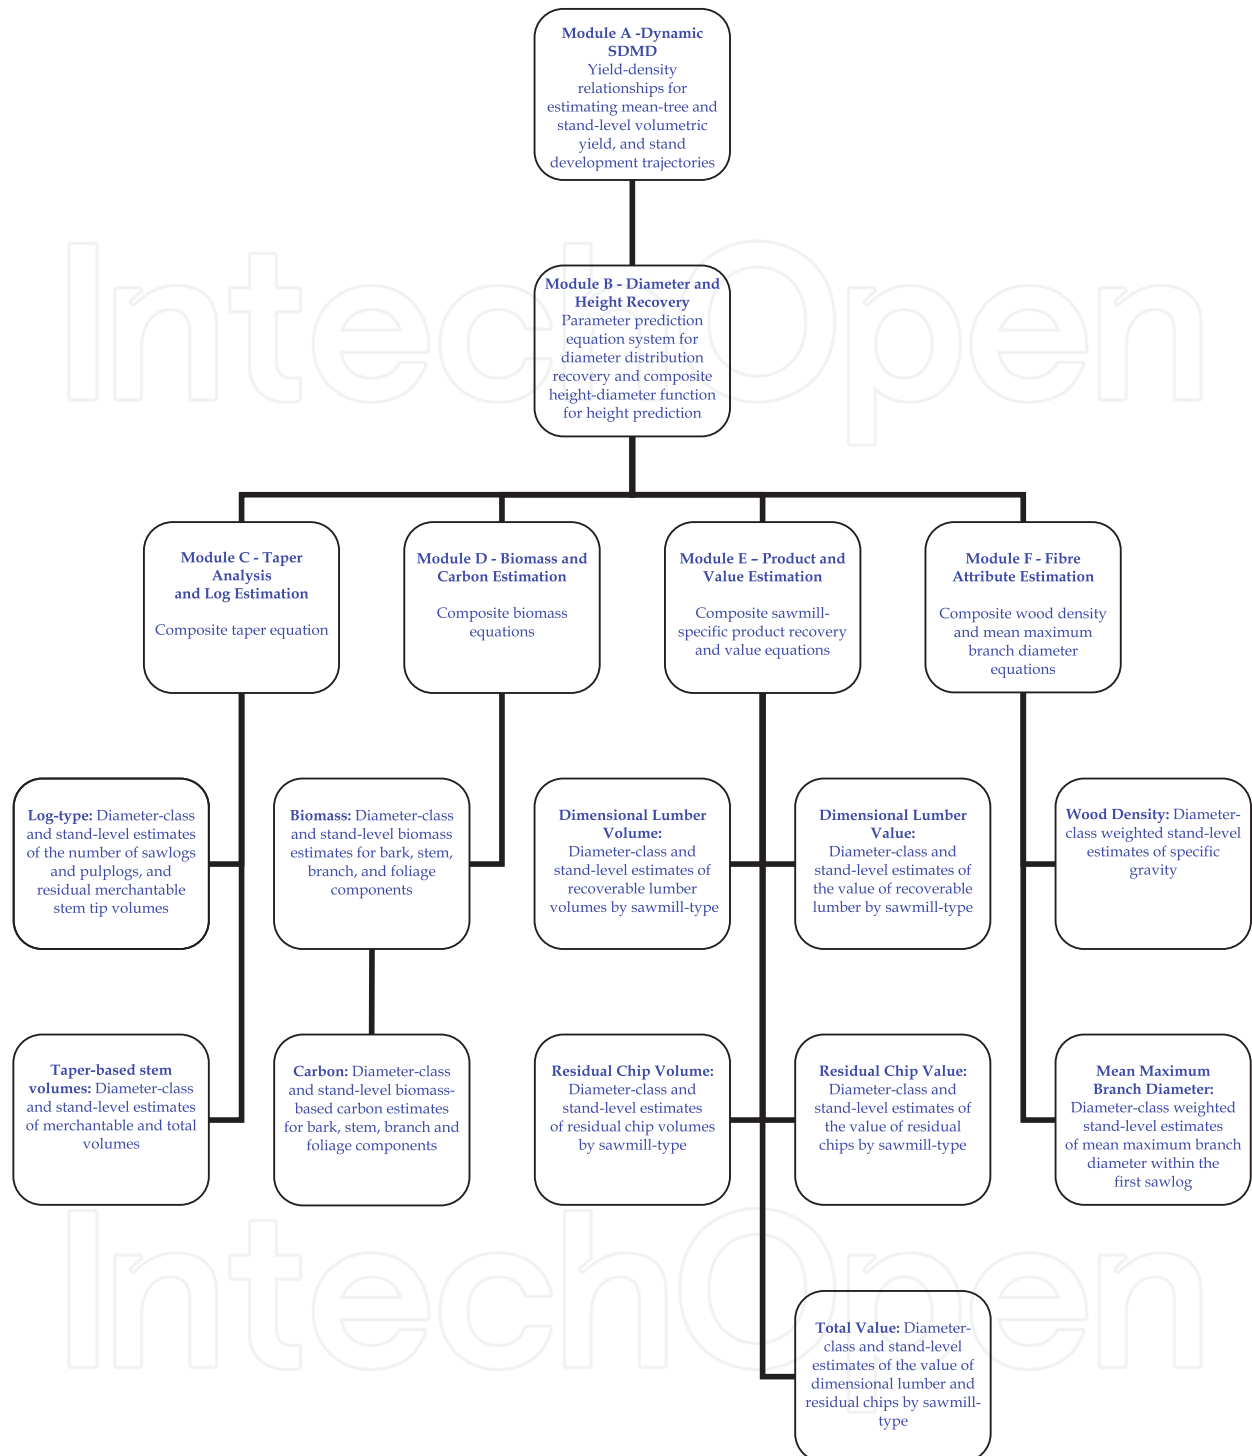 Module A -Dynamic
SDMD
Yield-density
relationships for
estimating mean-tree and
stand-level volumetric
yield, and stand
development trajectories
Module B - Diameter and
Height Recovery
Parameter prediction
equation system for
diameter distribution
recovery and composite
height-diameter function
for height prediction
Module C - Taper
Analysis
and Log Estimation
Composite taper equation
Module D - Biomass and
Carbon Estimation
Composite biomass
equations
Module E – Product and
Value Estimation
Composite sawmill-
specific product recovery
and value equations
Module F - Fibre
Attribute Estimation
Composite wood density
and mean maximum
branch diameter
equations
Log-type: Diameter-class
and stand-level estimates
of the number of sawlogs
and pulplogs, and
residual merchantable
stem tip volumes
Biomass: Diameter-class
and stand-level biomass
estimates for bark, stem,
branch, and foliage
components
Dimensional Lumber
Volume:
Diameter-class and
stand-level estimates of
recoverable lumber
volumes by sawmill-type
Dimensional Lumber
Value:
Diameter-class and
stand-level estimates of
the value of recoverable
lumber by sawmill-type
Wood Density: Diameter-
class weighted stand-level
estimates of specific
gravity
Taper-based stem
volumes: Diameter-class
and stand-level estimates
of merchantable and total
volumes
Carbon: Diameter-class
and stand-level biomass-
based carbon estimates
for bark, stem, branch and
foliage components
Residual Chip Volume:
Diameter-class and
stand-level estimates
of residual chip volumes
by sawmill-type
Residual Chip Value:
Diameter-class and
stand-level estimates of
the value of residual
chips by sawmill-type
Mean Maximum
Branch Diameter:
Diameter-class weighted
stand-level estimates
of mean maximum branch
diameter within the
first sawlog
Total Value: Diameter-
class and stand-level
estimates of the value of
dimensional lumber and
residual chips by sawmill-
type
IntechOpen
IntechOpen